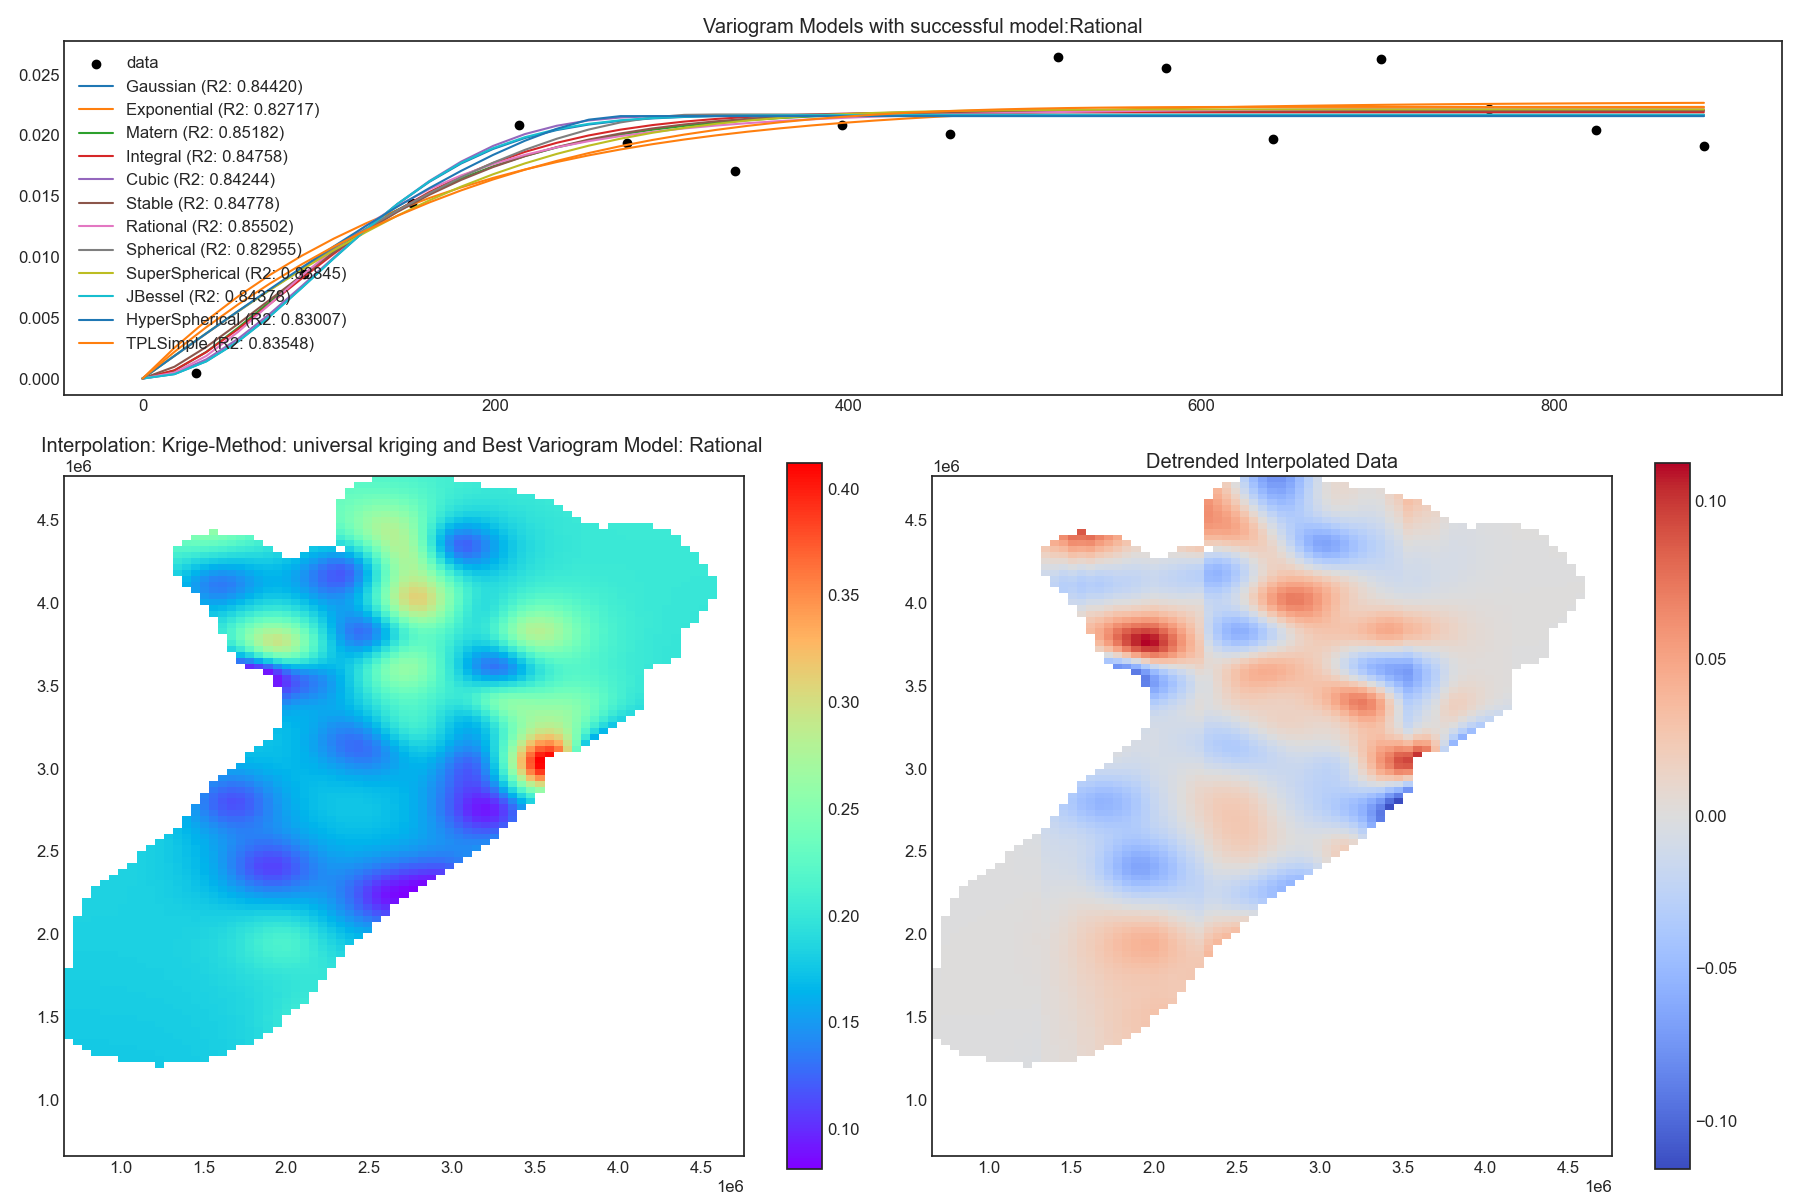 Variogram Models with successful model:Rational
data
Gaussian (R2: 0.84420)
Exponential (R2: 0.82717)
Matern (R2: 0.85182)
Integral (R2: 0.84758)
Cubic (R2: 0.84244)
Stable (R2: 0.84778)
Rational (R2: 0.85502)
Spherical (R2: 0.82955)
SuperSpherical (R2: 0.83845)
JBessel (R2: 0.84378)
HyperSpherical (R2: 0.83007)
TPLSimple (R2: 0.83548)
0.025
0.020
0.015
0.010
0.005
0.000
0 200 400 600 800
Interpolation: Krige-Method: universal kriging and Best Variogram Model: Rational
1e6
4.5
4.0
3.5
3.0
2.5
2.0
1.5
1.0
1.0 1.5 2.0 2.5 3.0 3.5 4.0 4.5
1e6
0.40
0.35
0.30
0.25
0.20
0.15
0.10
Detrended Interpolated Data
1e6
4.5
4.0
3.5
3.0
2.5
2.0
1.5
1.0
1.0 1.5 2.0 2.5 3.0 3.5 4.0 4.5
1e6
0.10
0.05
0.00
−0.05
−0.10